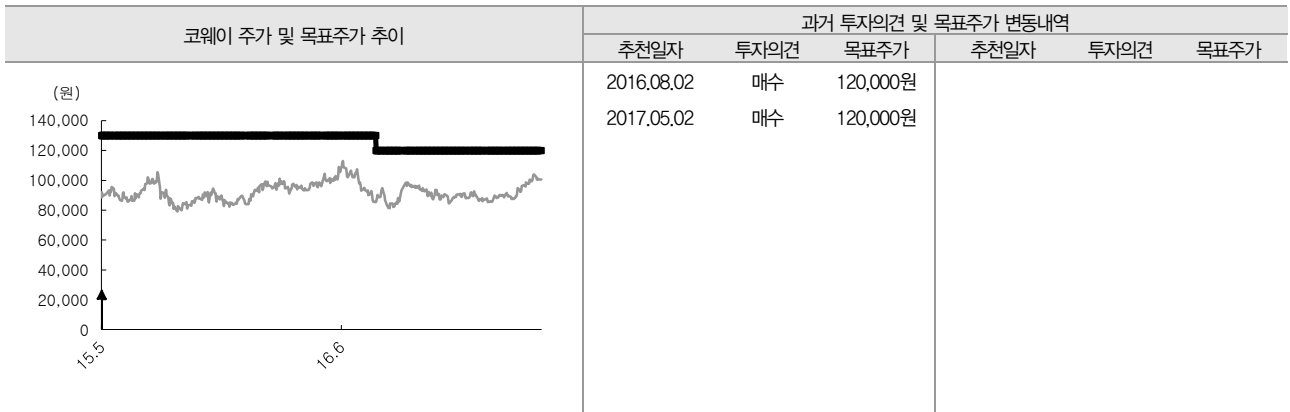 코웨이 주가 및 목표주가 추이
과거 투자의견 및 목표주가 변동내역
추천일자 투자의견 목표주가 추천일자 투자의견 목표주가
2016.08.02 매수 120,000원
2017.05.02 매수 120,000원
(원)
140,000
120,000
100,000
80,000
60,000
40,000
20,000
0
15.5 16.6